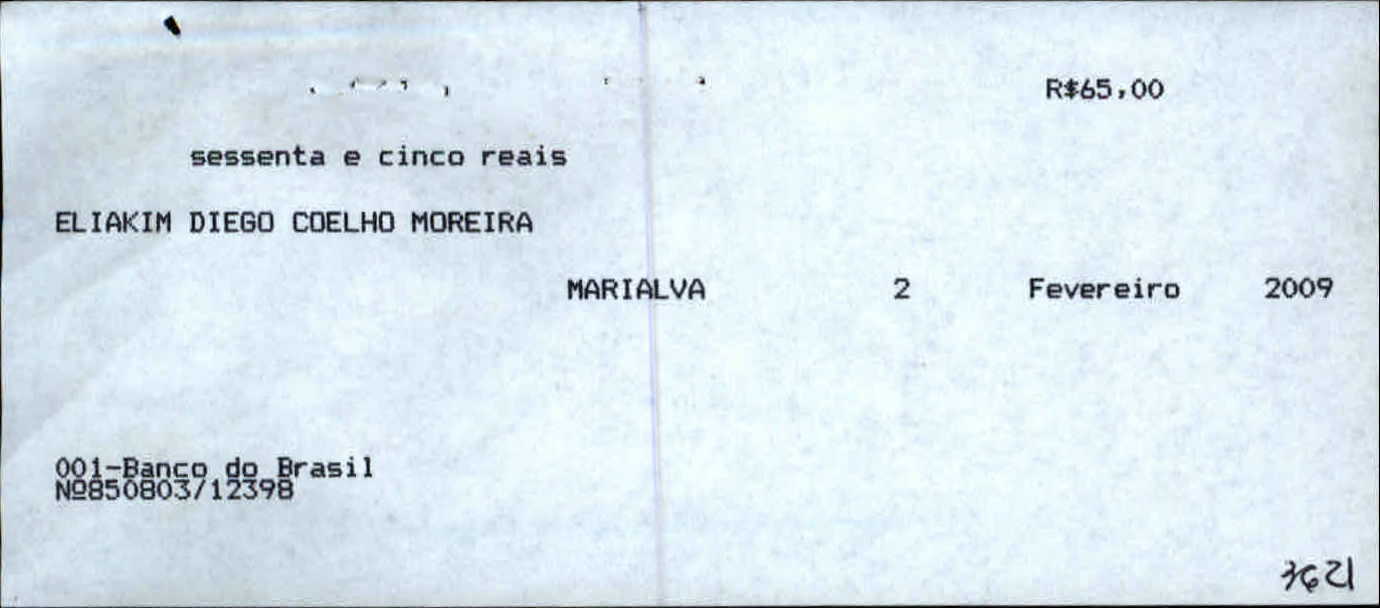 R$65,00
sessenta e cinco reais
ELIAKIM DIEGO COELHO MOREIRA
MARIALVA 2 Fevereiro 2009
001-Banco do Brasil
Nº850803/12398
3621